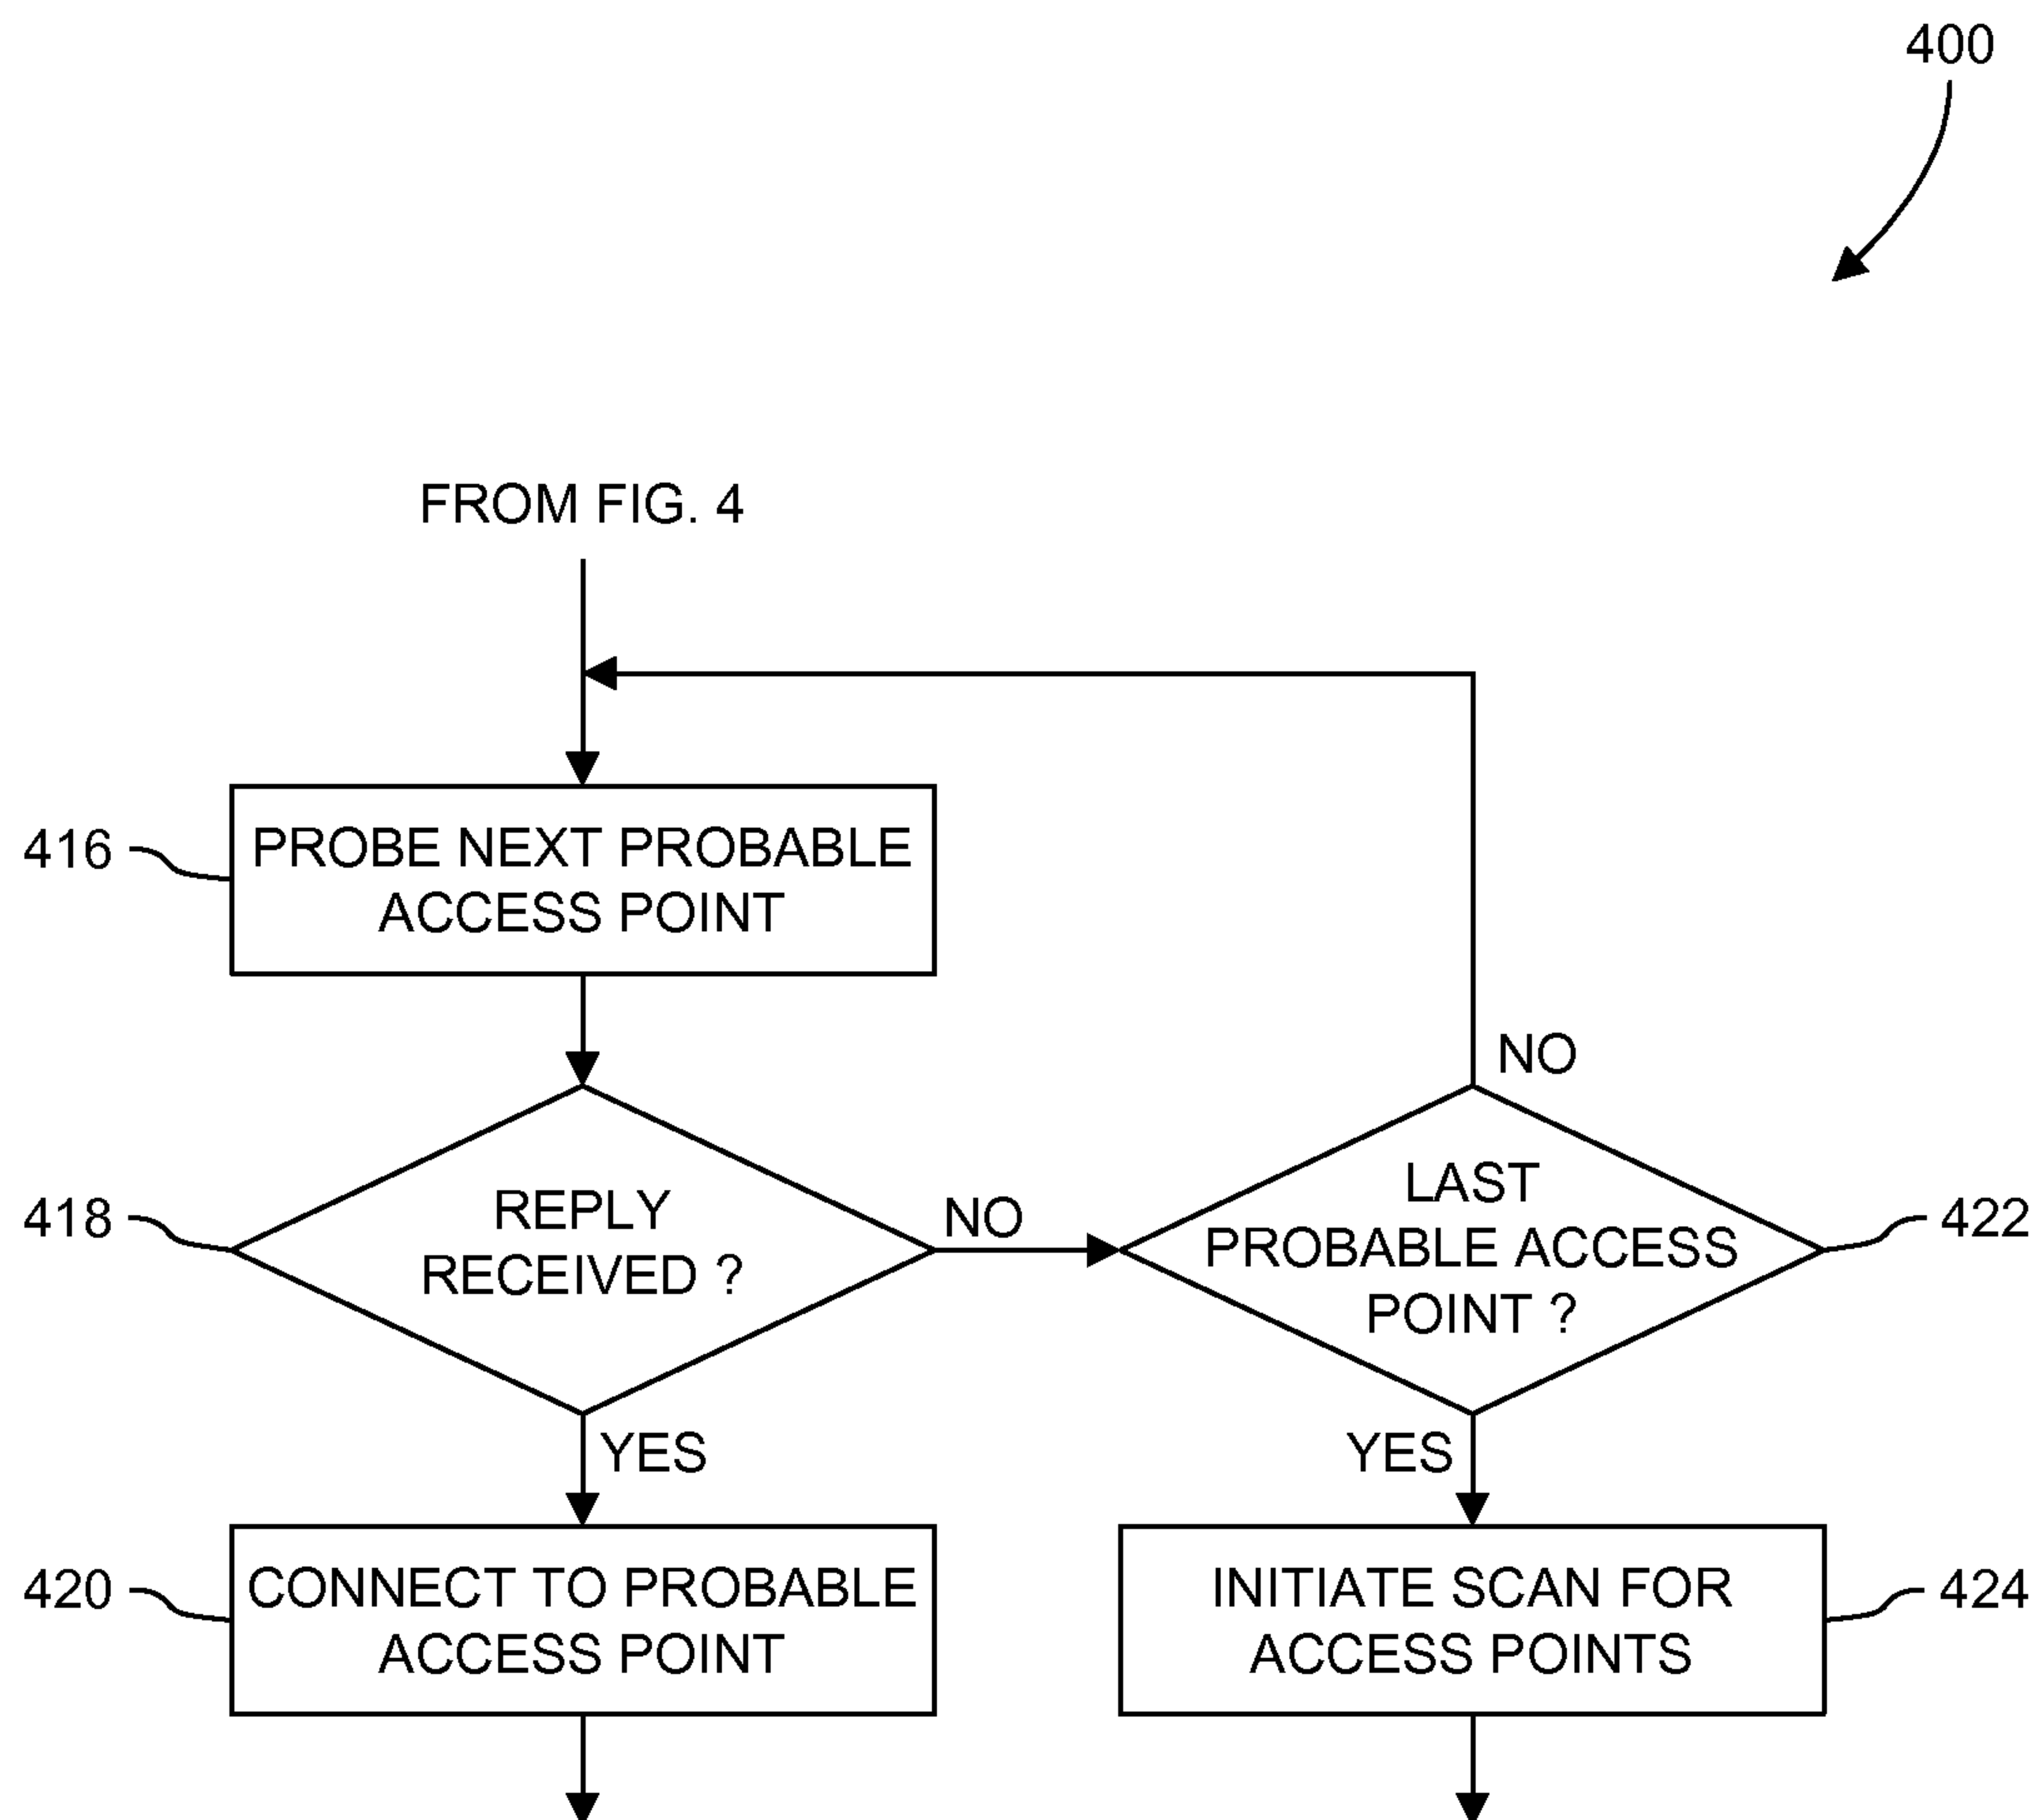 400
FROM FIG. 4
416
PROBE NEXT PROBABLE
ACCESS POINT
NO
418
REPLY
RECEIVED ?
NO
LAST
PROBABLE ACCESS
POINT ?
422
YES
YES
420
CONNECT TO PROBABLE
ACCESS POINT
INITIATE SCAN FOR
ACCESS POINTS
424